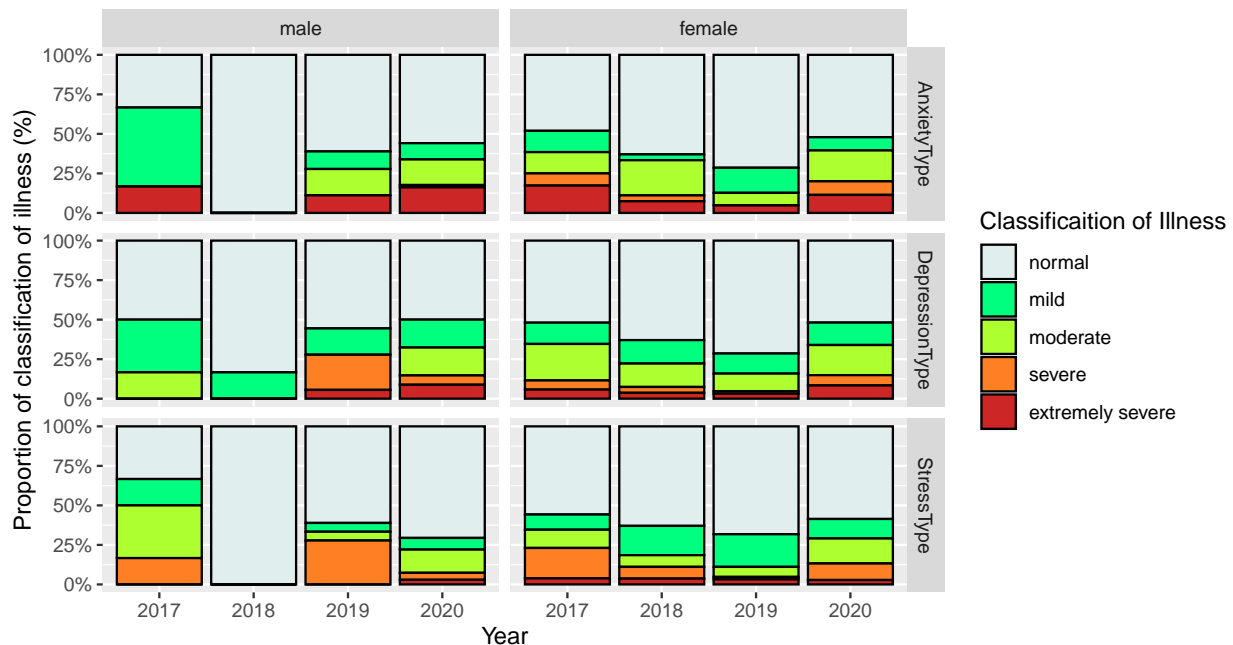 male
female
100%
75%
50%
25%
0%
AnxietyType
100%
75%
50%
25%
0%
DepressionType
100%
75%
50%
25%
0%
StressType
2017 2018 2019 2020
2017 2018 2019 2020
Year
Proportion of classification of illness (%)
Classificaition of Illness
normal
mild
moderate
severe
extremely severe